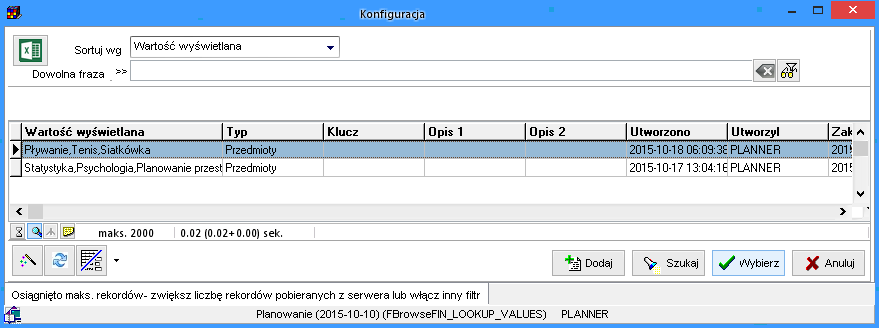 Konfiguracja
Sortuj wg Wartość wyświetlana
Dowolna fraza >>
Wartość wyświetlana Typ Klucz Opis 1 Opis 2 Utworzono Utworzył Zak
Pływanie,Tenis,Siatkówka Przedmioty 2015-10-18 06:09:38 PLANNER 2015
Statystyka,Psychologia,Planowanie przest Przedmioty 2015-10-17 13:04:16 PLANNER 2015
maks. 2000 0.02 (0.02+0.00) sek.
Dodaj Szukaj Wybierz Anuluj
Osiągnięto maks. rekordów- zwiększ liczbę rekordów pobieranych z serwera lub włącz inny filtr
Planowanie (2015-10-10) (FBrowseFIN_LOOKUP_VALUES) PLANNER